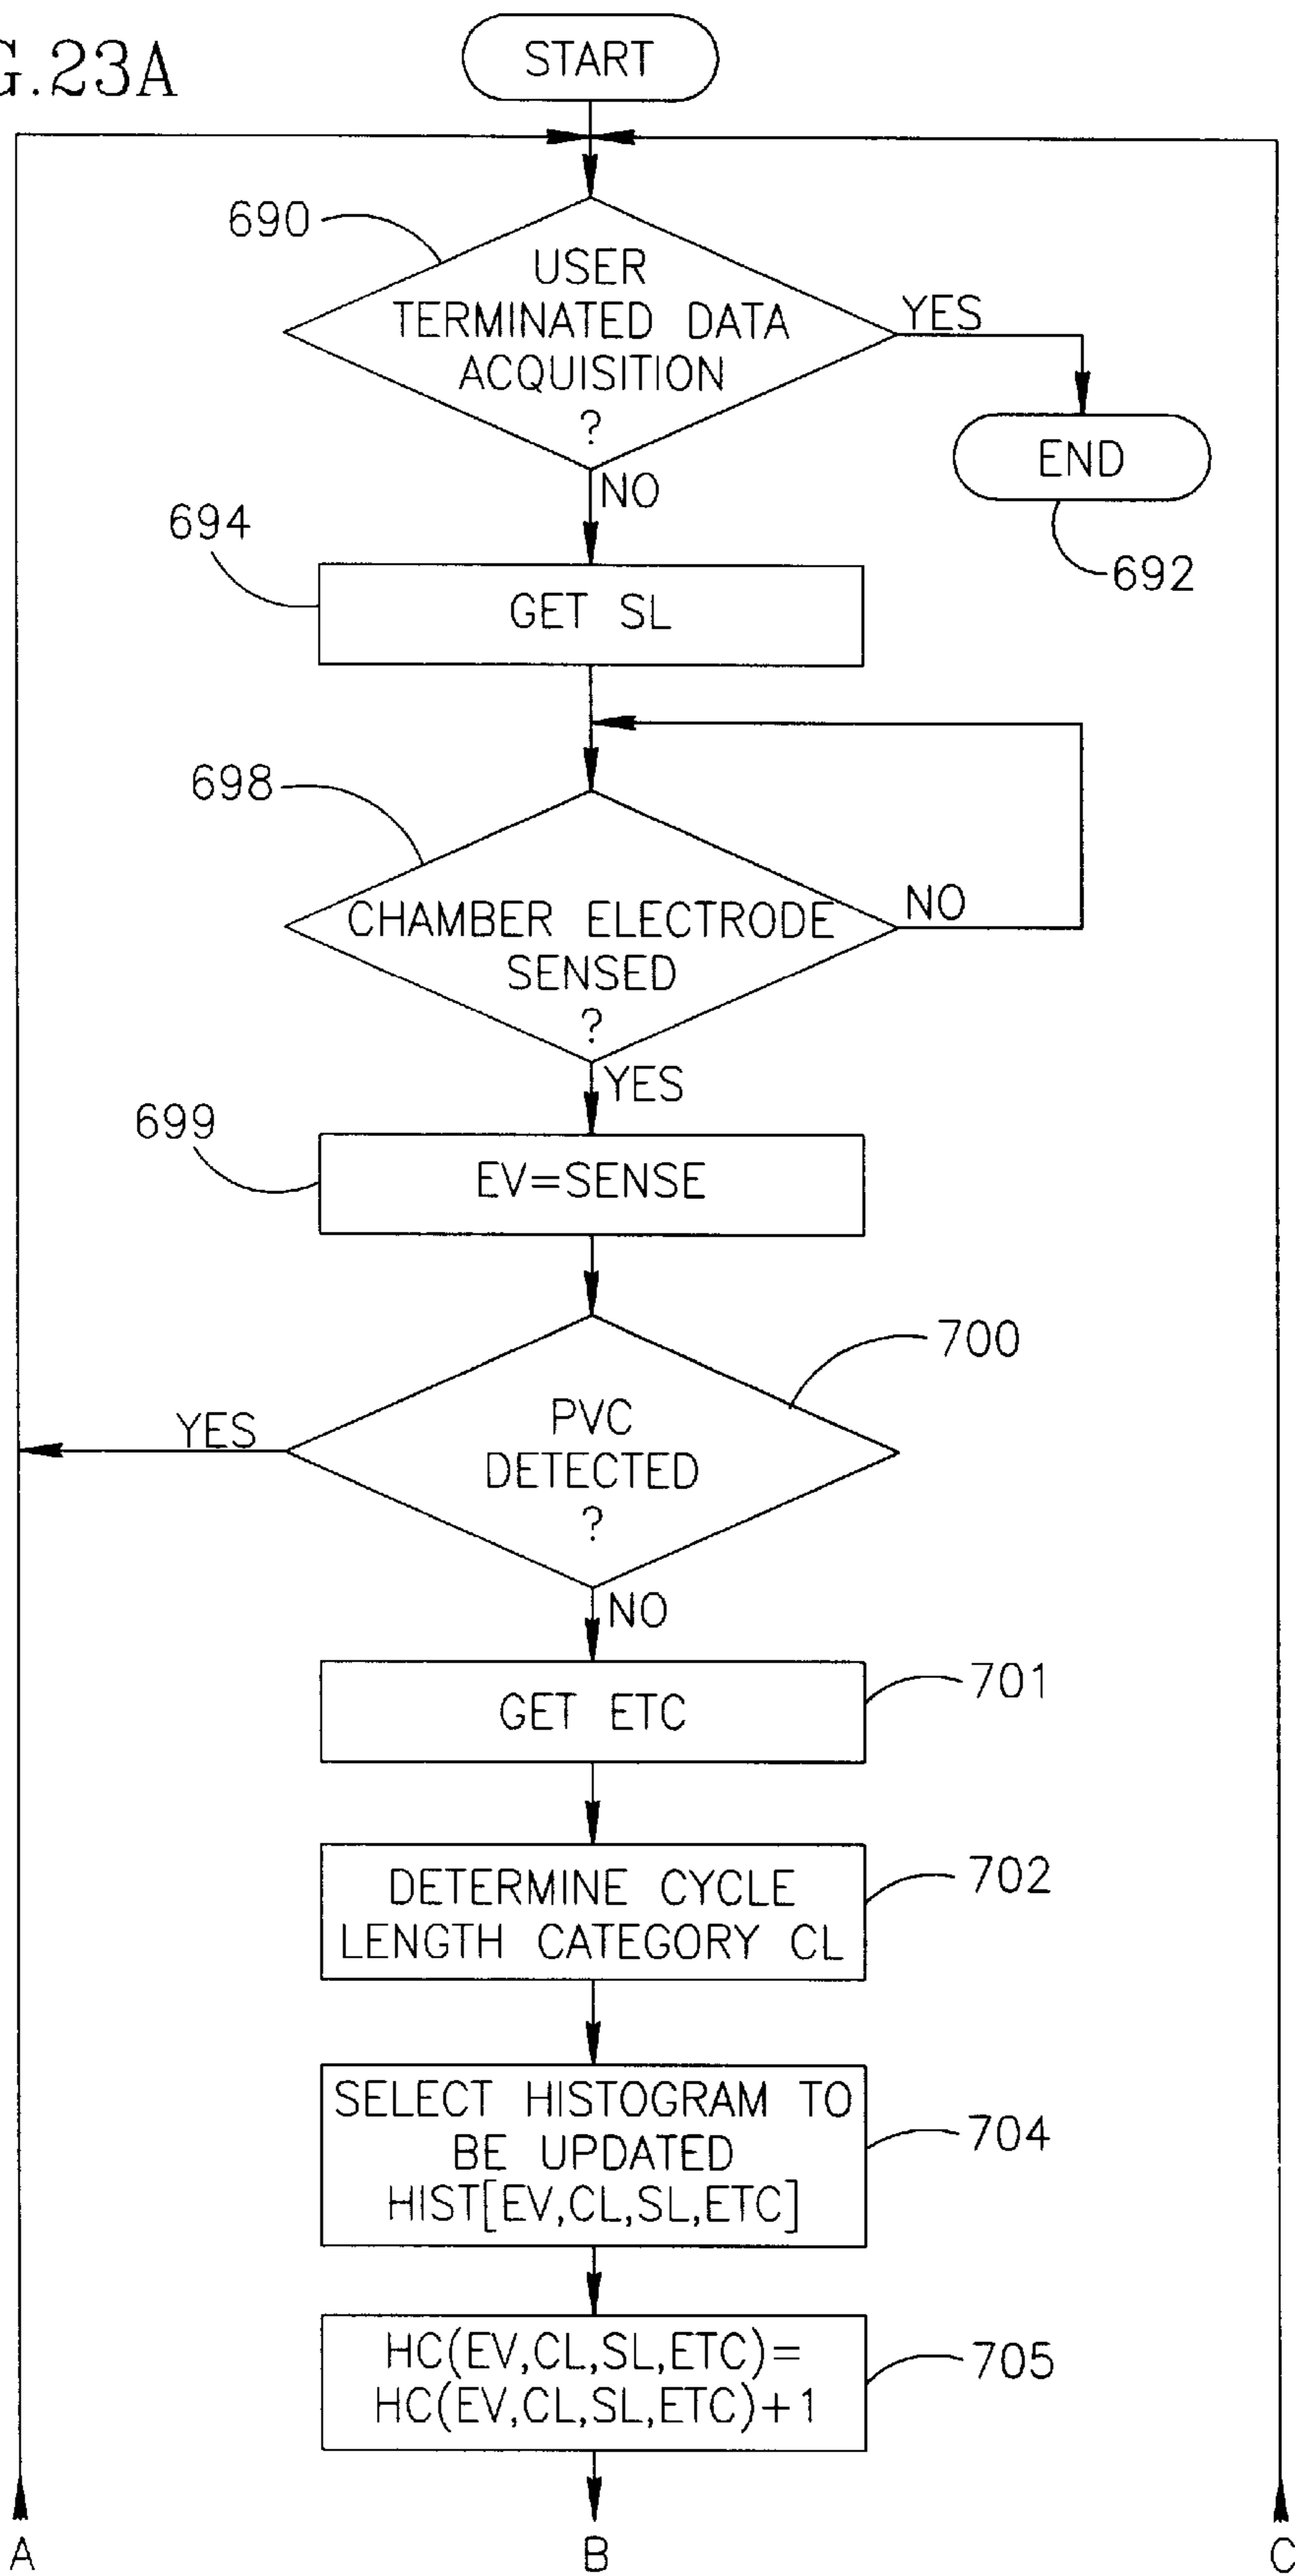 G.23A
START
690
USER
TERMINATED DATA
ACQUISITION
?
YES
END
692
NO
694
GET SL
698
CHAMBER ELECTRODE
SENSED
?
NO
YES
699
EV=SENSE
700
PVC
DETECTED
?
YES
NO
GET ETC
701
DETERMINE CYCLE
LENGTH CATEGORY CL
702
SELECT HISTOGRAM TO
BE UPDATED
HIST[EV,CL,SL,ETC]
704
HC(EV,CL,SL,ETC)=
HC(EV,CL,SL,ETC)+1
705
A
B
C